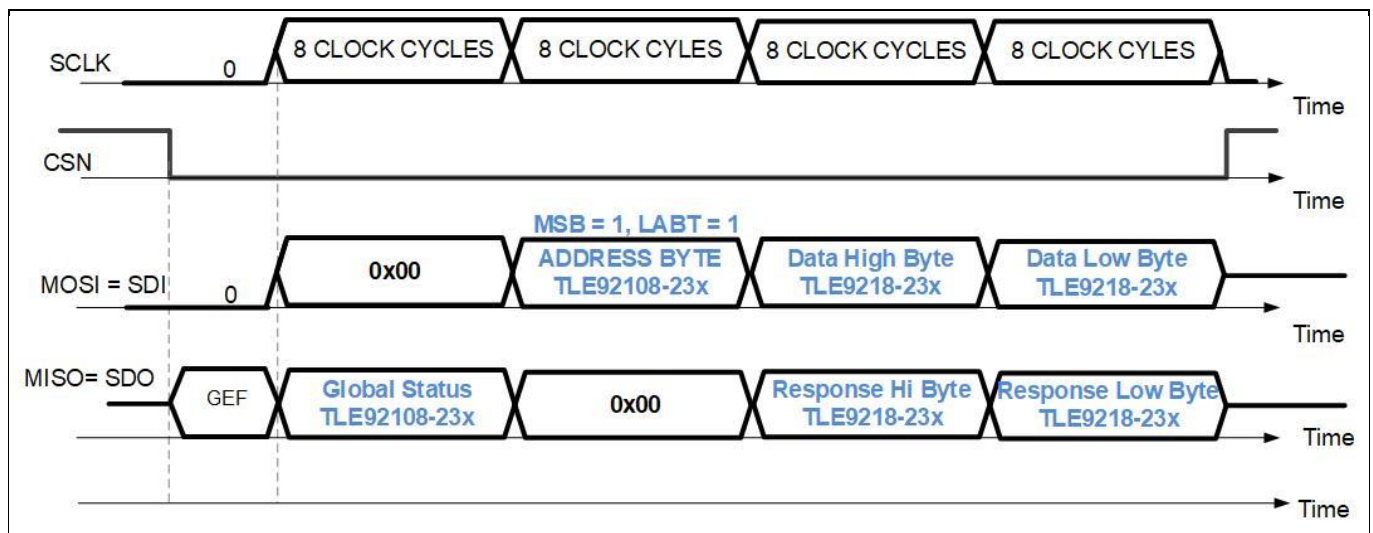 SCLK
0
8 CLOCK CYCLES
8 CLOCK CYLES
8 CLOCK CYCLES
8 CLOCK CYCLES
Time
CSN
Time
MSB = 1, LABT = 1
MOSI = SDI
0
0x00
ADDRESS BYTE
TLE92108-23x
Data High Byte
TLE9218-23x
Data Low Byte
TLE9218-23x
Time
MISO= SDO
GEF
Global Status
TLE92108-23x
0x00
Response Hi Byte
TLE9218-23x
Response Low Byte
TLE9218-23x
Time
Time